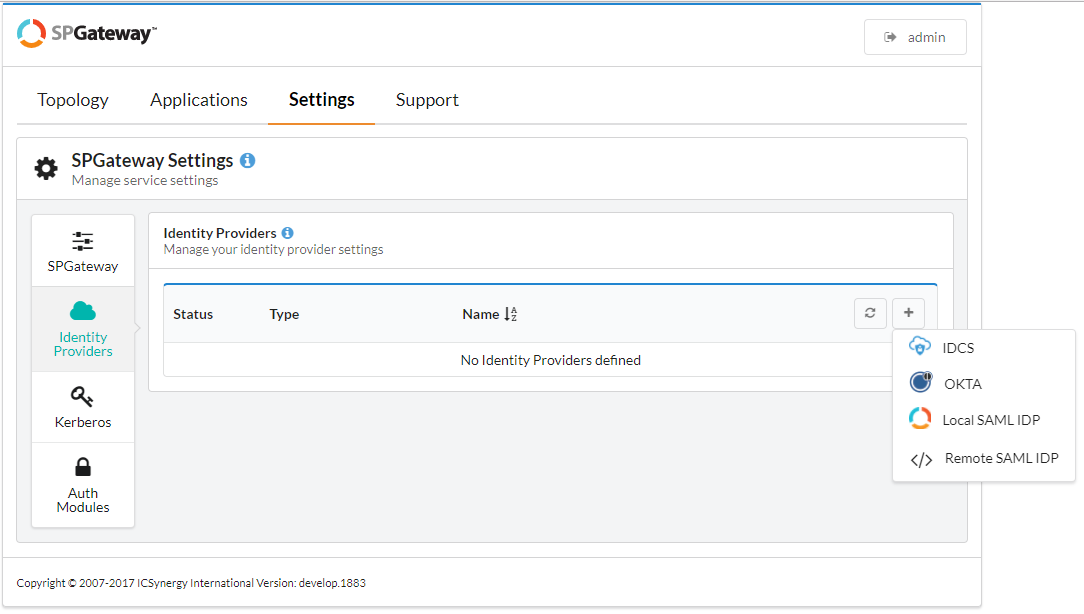 SPGateway™
admin
Topology Applications Settings Support
SPGateway Settings
Manage service settings
SPGateway
Identity
Providers
Kerberos
Auth
Modules
Identity Providers
Manage your identity provider settings
Status Type Name
No Identity Providers defined
IDCS
OKTA
Local SAML IDP
Remote SAML IDP
Copyright © 2007-2017 ICSynergy International Version: develop.1883